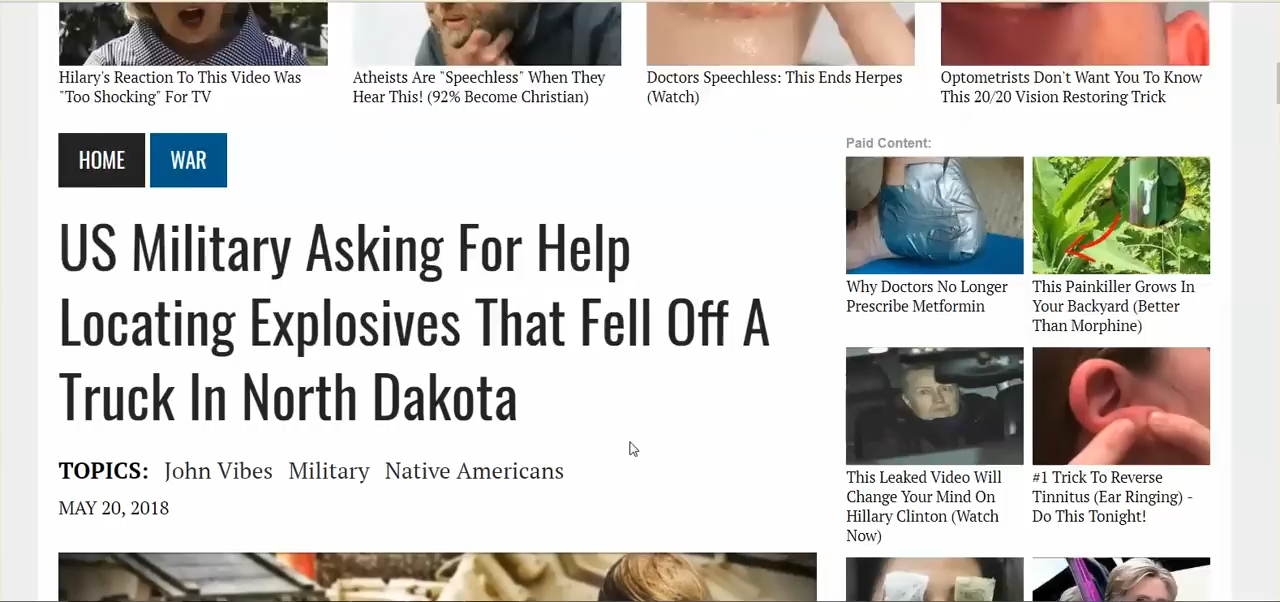 Hilary's Reaction To This Video Was
"Too Shocking" For TV
Atheists Are "Speechless" When They
Hear This! (92% Become Christian)
Doctors Speechless: This Ends Herpes
(Watch)
Optometrists Don't Want You To Know
This 20/20 Vision Restoring Trick
HOME
WAR
US Military Asking For Help
Locating Explosives That Fell Off A
Truck In North Dakota
TOPICS: John Vibes Military Native Americans
MAY 20, 2018
Paid Content:
Why Doctors No Longer
Prescribe Metformin
This Painkiller Grows In
Your Backyard (Better
Than Morphine)
This Leaked Video Will
Change Your Mind On
Hillary Clinton (Watch
Now)
#1 Trick To Reverse
Tinnitus (Ear Ringing) -
Do This Tonight!